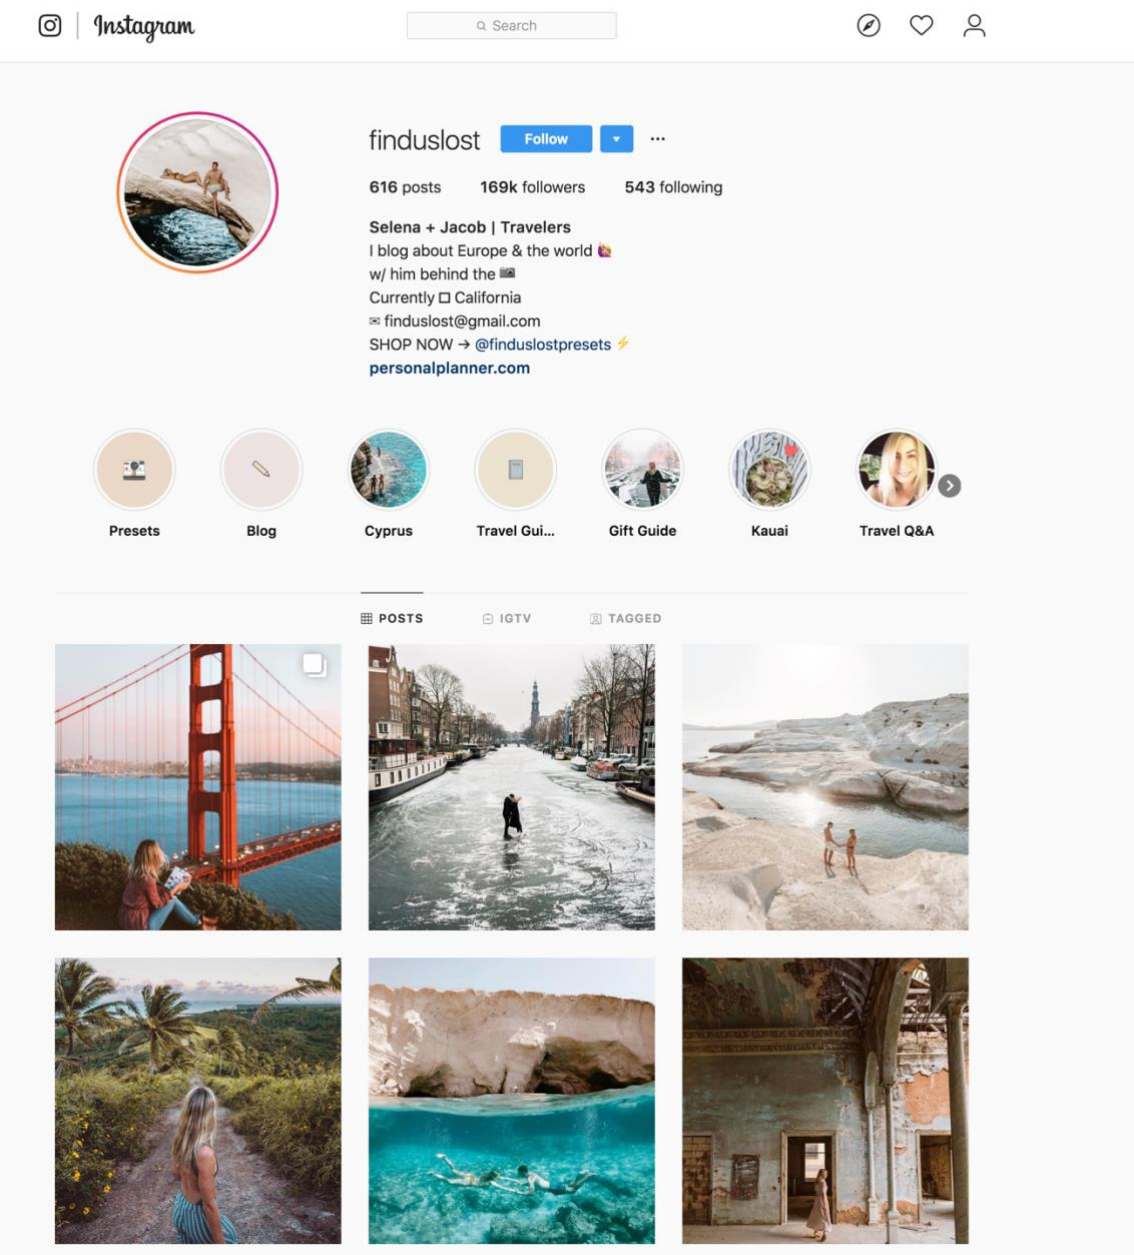 Instagram
Search
finduslost Follow
616 posts 169k followers 543 following
Selena + Jacob | Travelers
I blog about Europe & the world 🙋
w/ him behind the 📷
Currently □ California
✉ finduslost@gmail.com
SHOP NOW → @finduslostpresets ⚡
personalplanner.com
Presets Blog Cyprus Travel Gui... Gift Guide Kauai Travel Q&A
POSTS IGTV TAGGED